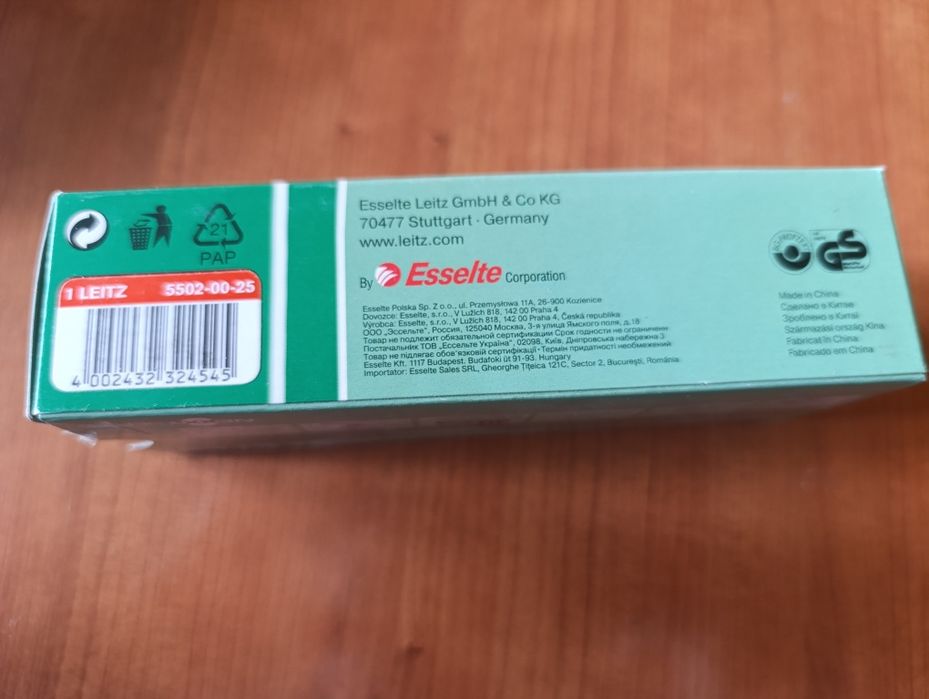 21
PAP
1 LEITZ 5502-00-25
4 002432 324545
Esselte Leitz GmbH & Co KG
70477 Stuttgart · Germany
www.leitz.com
By Esselte Corporation
Esselte Polska Sp. Z o.o., ul. Przemysłowa 11A, 26-900 Kozienice
Dovozce: Esselte, s.r.o., V Lužich 818, 142 00 Praha 4, Česká republika
Výrobca: Esselte, s.r.o., V Lužich 818, 142 00 Praha 4
ООО „Эссельте", Россия, 125040 Москва, 3-я улица Ямского поля, д.18
Товар не подлежит обязательной сертификации Срок годности не ограничен
Постачальник ТОВ „Ессельте Україна", 02098, Київ, Дніпровська набережна 3
Товар не підлягає обов'язковій сертифікації · Термін придатності необмежений
Esselte Kft. 1117 Budapest. Budafoki út 91-93. Hungary
Importator: Esselte Sales SRL, Gheorghe Țițeica 121C, Sector 2, București, România
GS
Made in China
Сделано в Китае
Зроблено в Китаї
Származási ország Kína
Fabricat în China
Fabricado em China